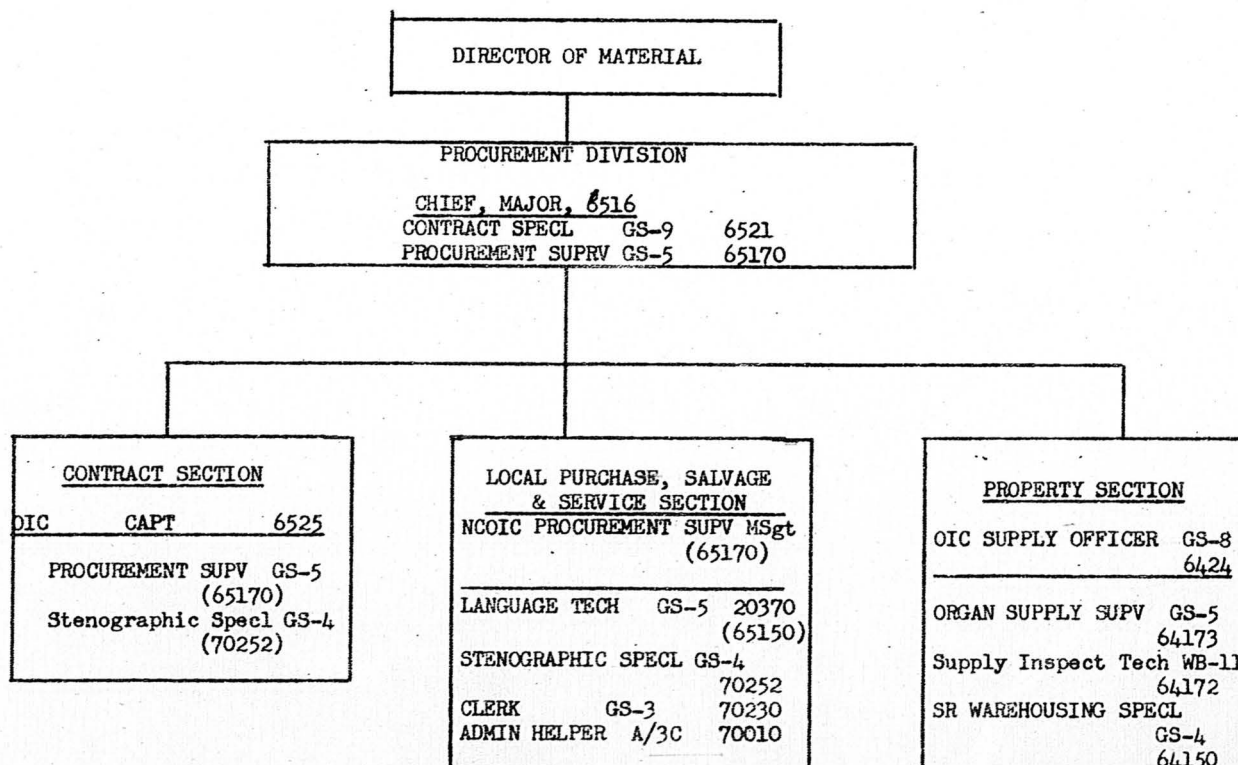 DIRECTOR OF MATERIAL
PROCUREMENT DIVISION
CHIEF, MAJOR, 6516
CONTRACT SPECL GS-9 6521
PROCUREMENT SUPRV GS-5 65170
CONTRACT SECTION
OIC CAPT 6525
PROCUREMENT SUPV GS-5
(65170)
Stenographic Specl GS-4
(70252)
LOCAL PURCHASE, SALVAGE
& SERVICE SECTION
NCOIC PROCUREMENT SUPV MSgt
(65170)
LANGUAGE TECH GS-5 20370
(65150)
STENOGRAPHIC SPECL GS-4
70252
CLERK GS-3 70230
ADMIN HELPER A/3C 70010
PROPERTY SECTION
OIC SUPPLY OFFICER GS-8
6424
ORGAN SUPPLY SUPV GS-5
64173
Supply Inspect Tech WB-11
64172
SR WAREHOUSING SPECL
GS-4
64150